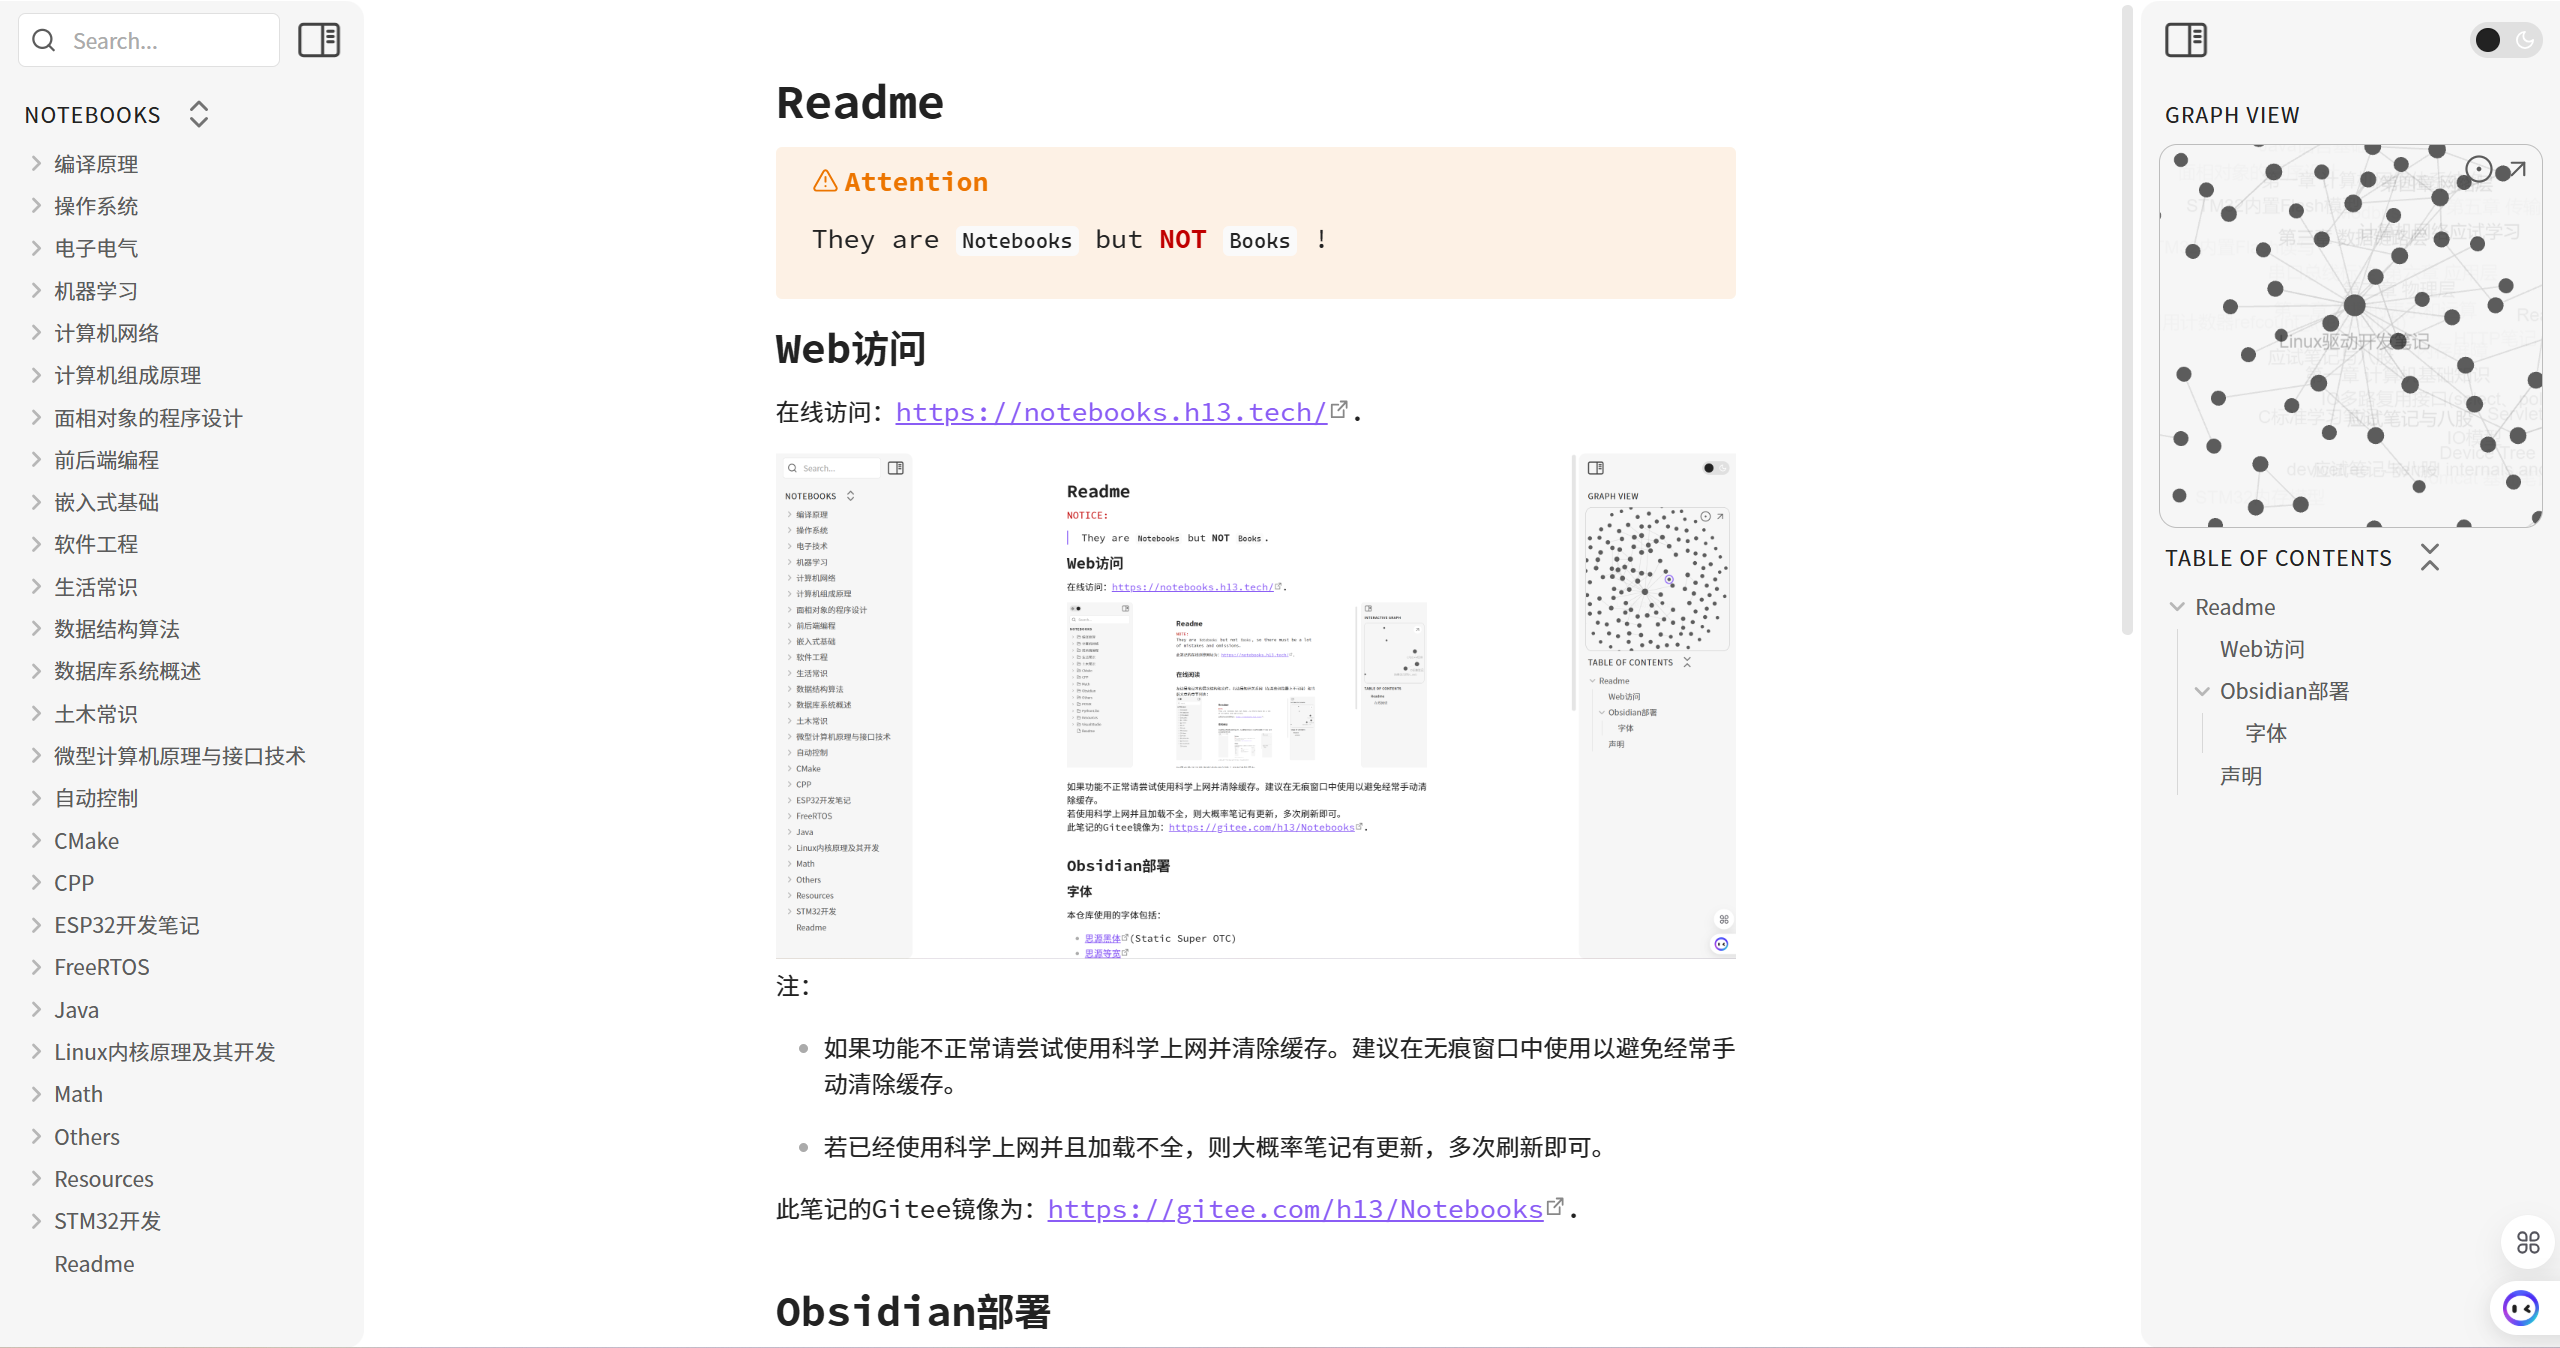 Search...
NOTEBOOKS
编译原理
操作系统
电子电气
机器学习
计算机网络
计算机组成原理
面相对象的程序设计
前后端编程
嵌入式基础
软件工程
生活常识
数据结构算法
数据库系统概述
土木常识
微型计算机原理与接口技术
自动控制
CMake
CPP
ESP32开发笔记
FreeRTOS
Java
Linux内核原理及其开发
Math
Others
Resources
STM32开发
Readme
Readme
Attention
They are Notebooks but NOT Books !
Web访问
在线访问：https://notebooks.h13.tech/.
Search...
NOTEBOOKS
编译原理
操作系统
电子技术
机器学习
计算机网络
计算机组成原理
面相对象的程序设计
前后端编程
嵌入式基础
软件工程
生活常识
数据结构算法
数据库系统概述
土木常识
微型计算机原理与接口技术
自动控制
CMake
CPP
ESP32开发笔记
FreeRTOS
Java
Linux内核原理及其开发
Math
Others
Resources
STM32开发
Readme
Readme
NOTICE:
They are Notebooks but NOT Books.
Web访问
在线访问：https://notebooks.h13.tech/.
Readme
在线阅读
如果功能不正常请尝试使用科学上网并清除缓存。建议在无痕窗口中使用以避免经常手动清
除缓存。
若使用科学上网并且加载不全，则大概率笔记有更新，多次刷新即可。
此笔记的Gitee镜像为：https://gitee.com/h13/Notebooks.
Obsidian部署
字体
本仓库使用的字体包括：
思源黑体(Static Super OTC)
思源等宽
GRAPH VIEW
TABLE OF CONTENTS
Readme
Web访问
Obsidian部署
字体
声明
注：
如果功能不正常请尝试使用科学上网并清除缓存。建议在无痕窗口中使用以避免经常手
动清除缓存。
若已经使用科学上网并且加载不全，则大概率笔记有更新，多次刷新即可。
此笔记的Gitee镜像为：https://gitee.com/h13/Notebooks.
Obsidian部署
GRAPH VIEW
Linux驱动开发笔记
应试笔记与八股
TABLE OF CONTENTS
Readme
Web访问
Obsidian部署
字体
声明